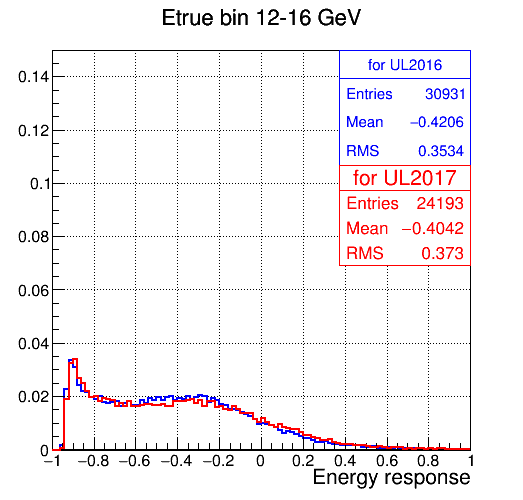 Etrue bin 12-16 GeV
for UL2016
Entries 30931
Mean −0.4206
RMS 0.3534
for UL2017
Entries 24193
Mean −0.4042
RMS 0.373
0.14
0.12
0.1
0.08
0.06
0.04
0.02
0
−1 −0.8 −0.6 −0.4 −0.2 0 0.2 0.4 0.6 0.8 1
Energy response